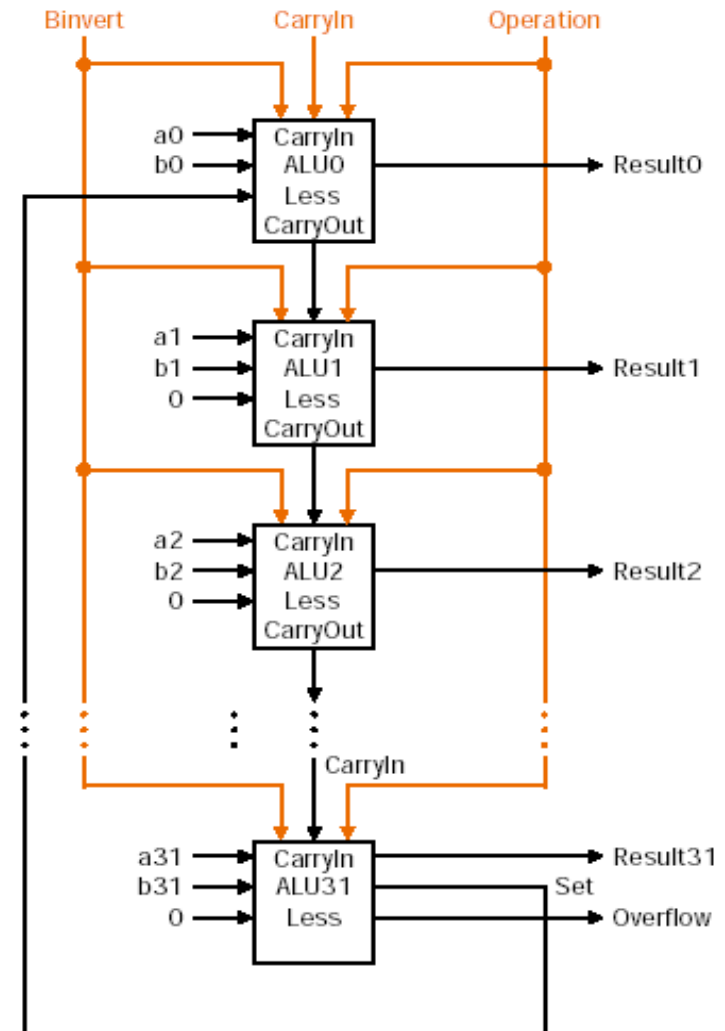 Binvert CarryIn Operation
a0 CarryIn
b0 ALU0 Result0
Less
CarryOut
a1 CarryIn
b1 ALU1 Result1
0 Less
CarryOut
a2 CarryIn
b2 ALU2 Result2
0 Less
CarryOut
CarryIn
a31 CarryIn Result31
b31 ALU31 Set
0 Less Overflow